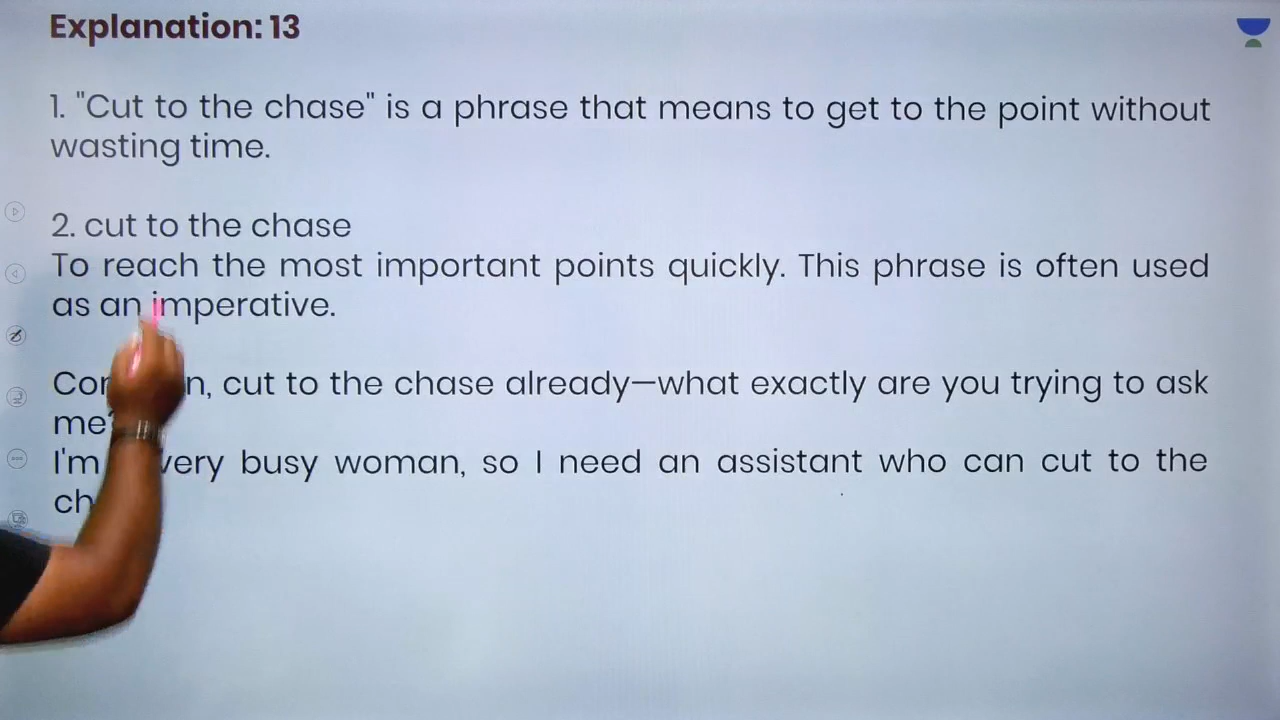 Explanation: 13
1. "Cut to the chase" is a phrase that means to get to the point without
wasting time.
2. cut to the chase
To reach the most important points quickly. This phrase is often used
as an imperative.
cut to the chase already—what exactly are you trying to ask
me?
I'm very busy woman, so I need an assistant who can cut to the